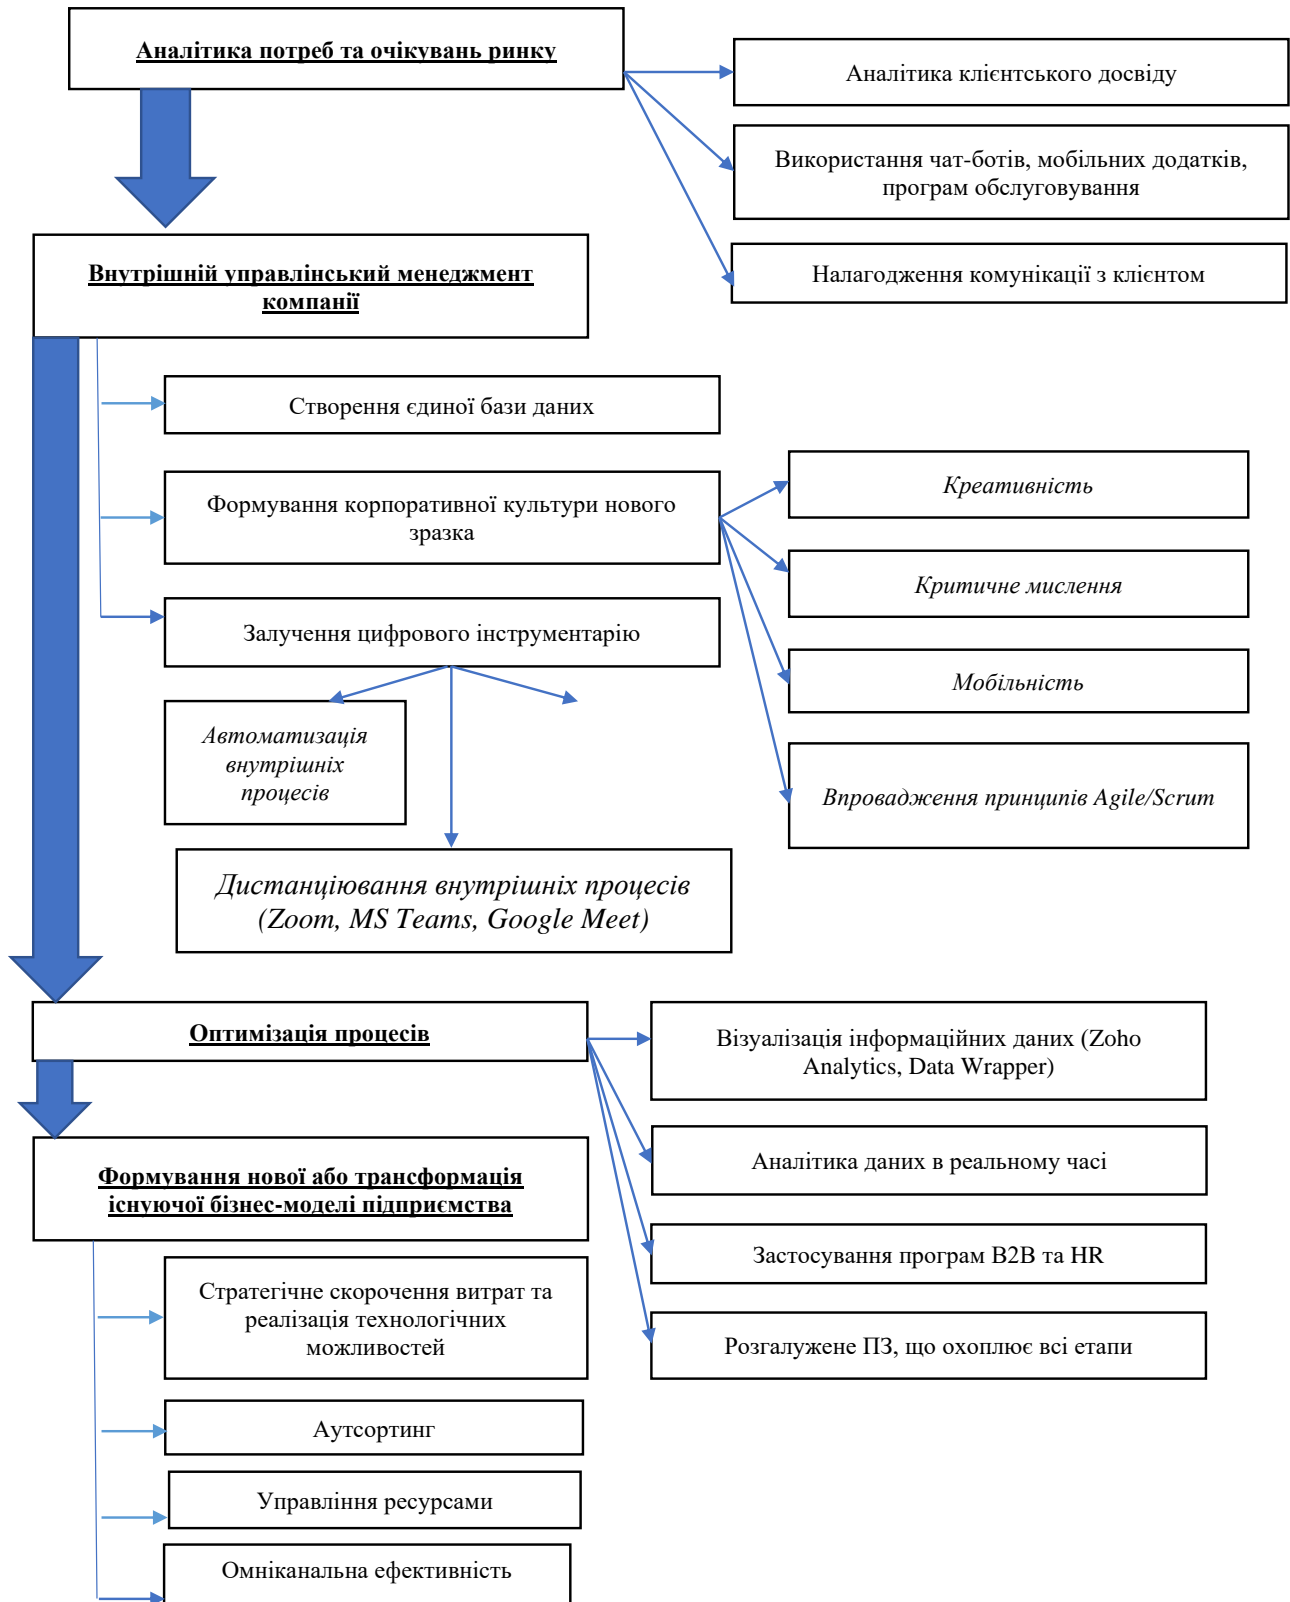 Аналітика потреб та очікувань ринку
Аналітика клієнтського досвіду
Використання чат-ботів, мобільних додатків,
програм обслуговування
Налагодження комунікації з клієнтом
Внутрішній управлінський менеджмент
компанії
Створення єдиної бази даних
Формування корпоративної культури нового
зразка
Креативність
Критичне мислення
Мобільність
Впровадження принципів Agile/Scrum
Залучення цифрового інструментарію
Автоматизація
внутрішніх
процесів
Дистанціювання внутрішніх процесів
(Zoom, MS Teams, Google Meet)
Оптимізація процесів
Візуалізація інформаційних даних (Zoho
Analytics, Data Wrapper)
Аналітика даних в реальному часі
Застосування програм B2B та HR
Розгалужене ПЗ, що охоплює всі етапи
Формування нової або трансформація
існуючої бізнес-моделі підприємства
Стратегічне скорочення витрат та
реалізація технологічних
можливостей
Аутсортинг
Управління ресурсами
Омніканальна ефективність